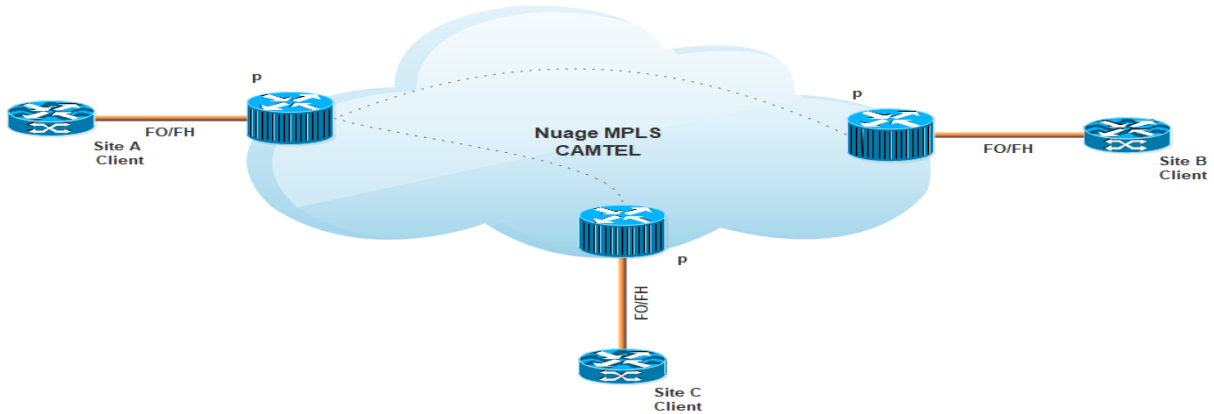 P
P
FO/FH
Site A
Client
Nuage MPLS
CAMTEL
FO/FH
Site B
Client
P
FO/FH
Site C
Client